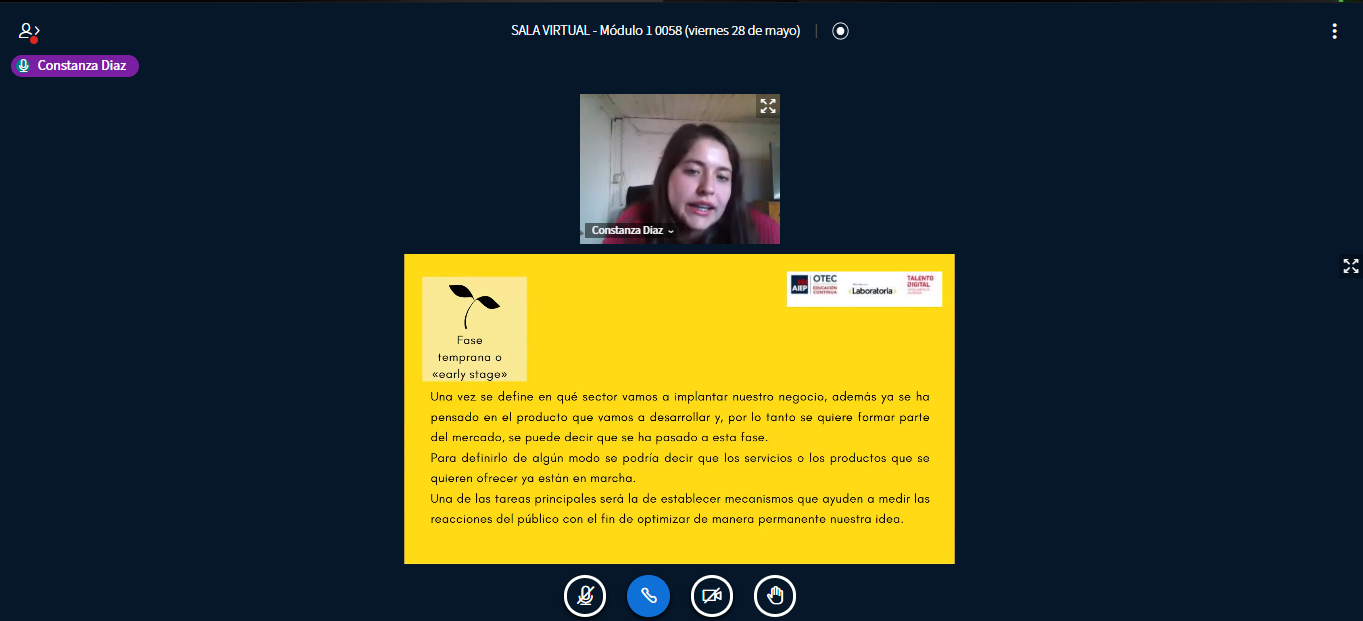 SALA VIRTUAL - Módulo 1 0058 (viernes 28 de mayo)
Constanza Diaz
Constanza Diaz
AIEP
OTEC
EDUCACIÓN
CONTINUA
Laboratoria
TALENTO
DIGITAL
Fase
temprana o
«early stage»
Una vez se define en qué sector vamos a implantar nuestro negocio, además ya se ha
pensado en el producto que vamos a desarrollar y, por lo tanto se quiere formar parte
del mercado, se puede decir que se ha pasado a esta fase.
Para definirlo de algún modo se podría decir que los servicios o los productos que se
quieren ofrecer ya están en marcha.
Una de las tareas principales será la de establecer mecanismos que ayuden a medir las
reacciones del público con el fin de optimizar de manera permanente nuestra idea.